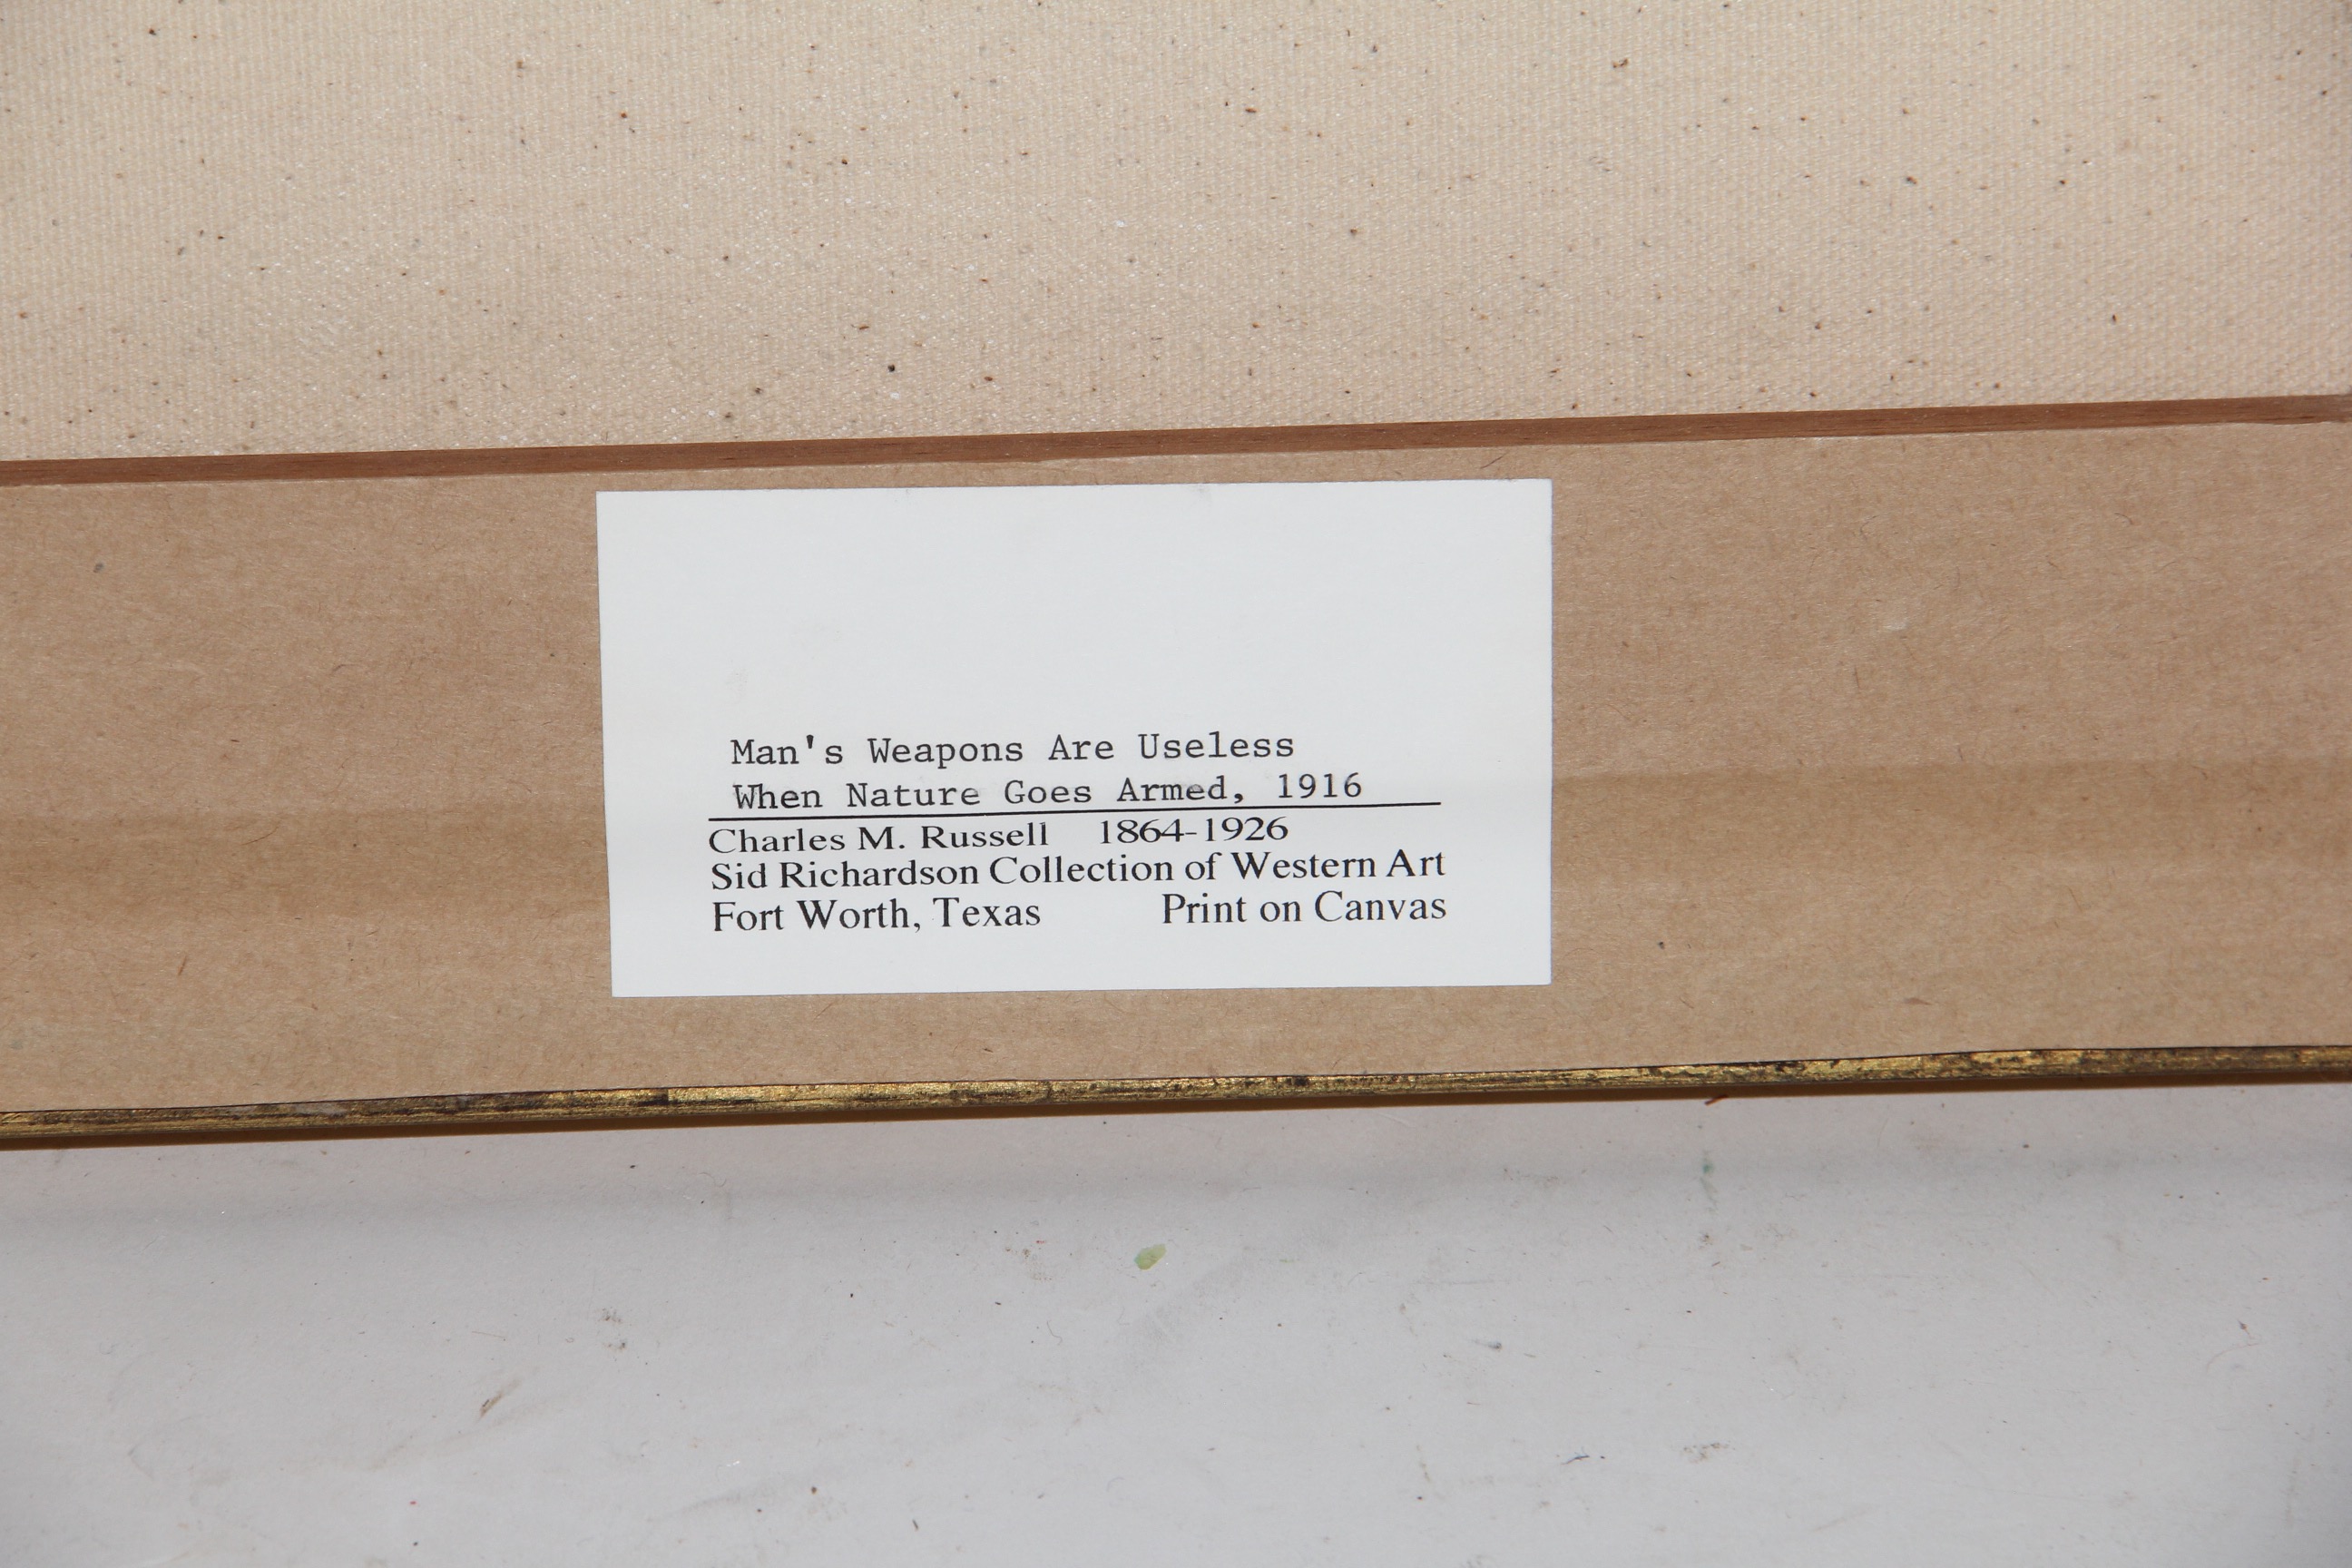 Man's Weapons Are Useless
When Nature Goes Armed, 1916
Charles M. Russell 1864-1926
Sid Richardson Collection of Western Art
Fort Worth, Texas Print on Canvas